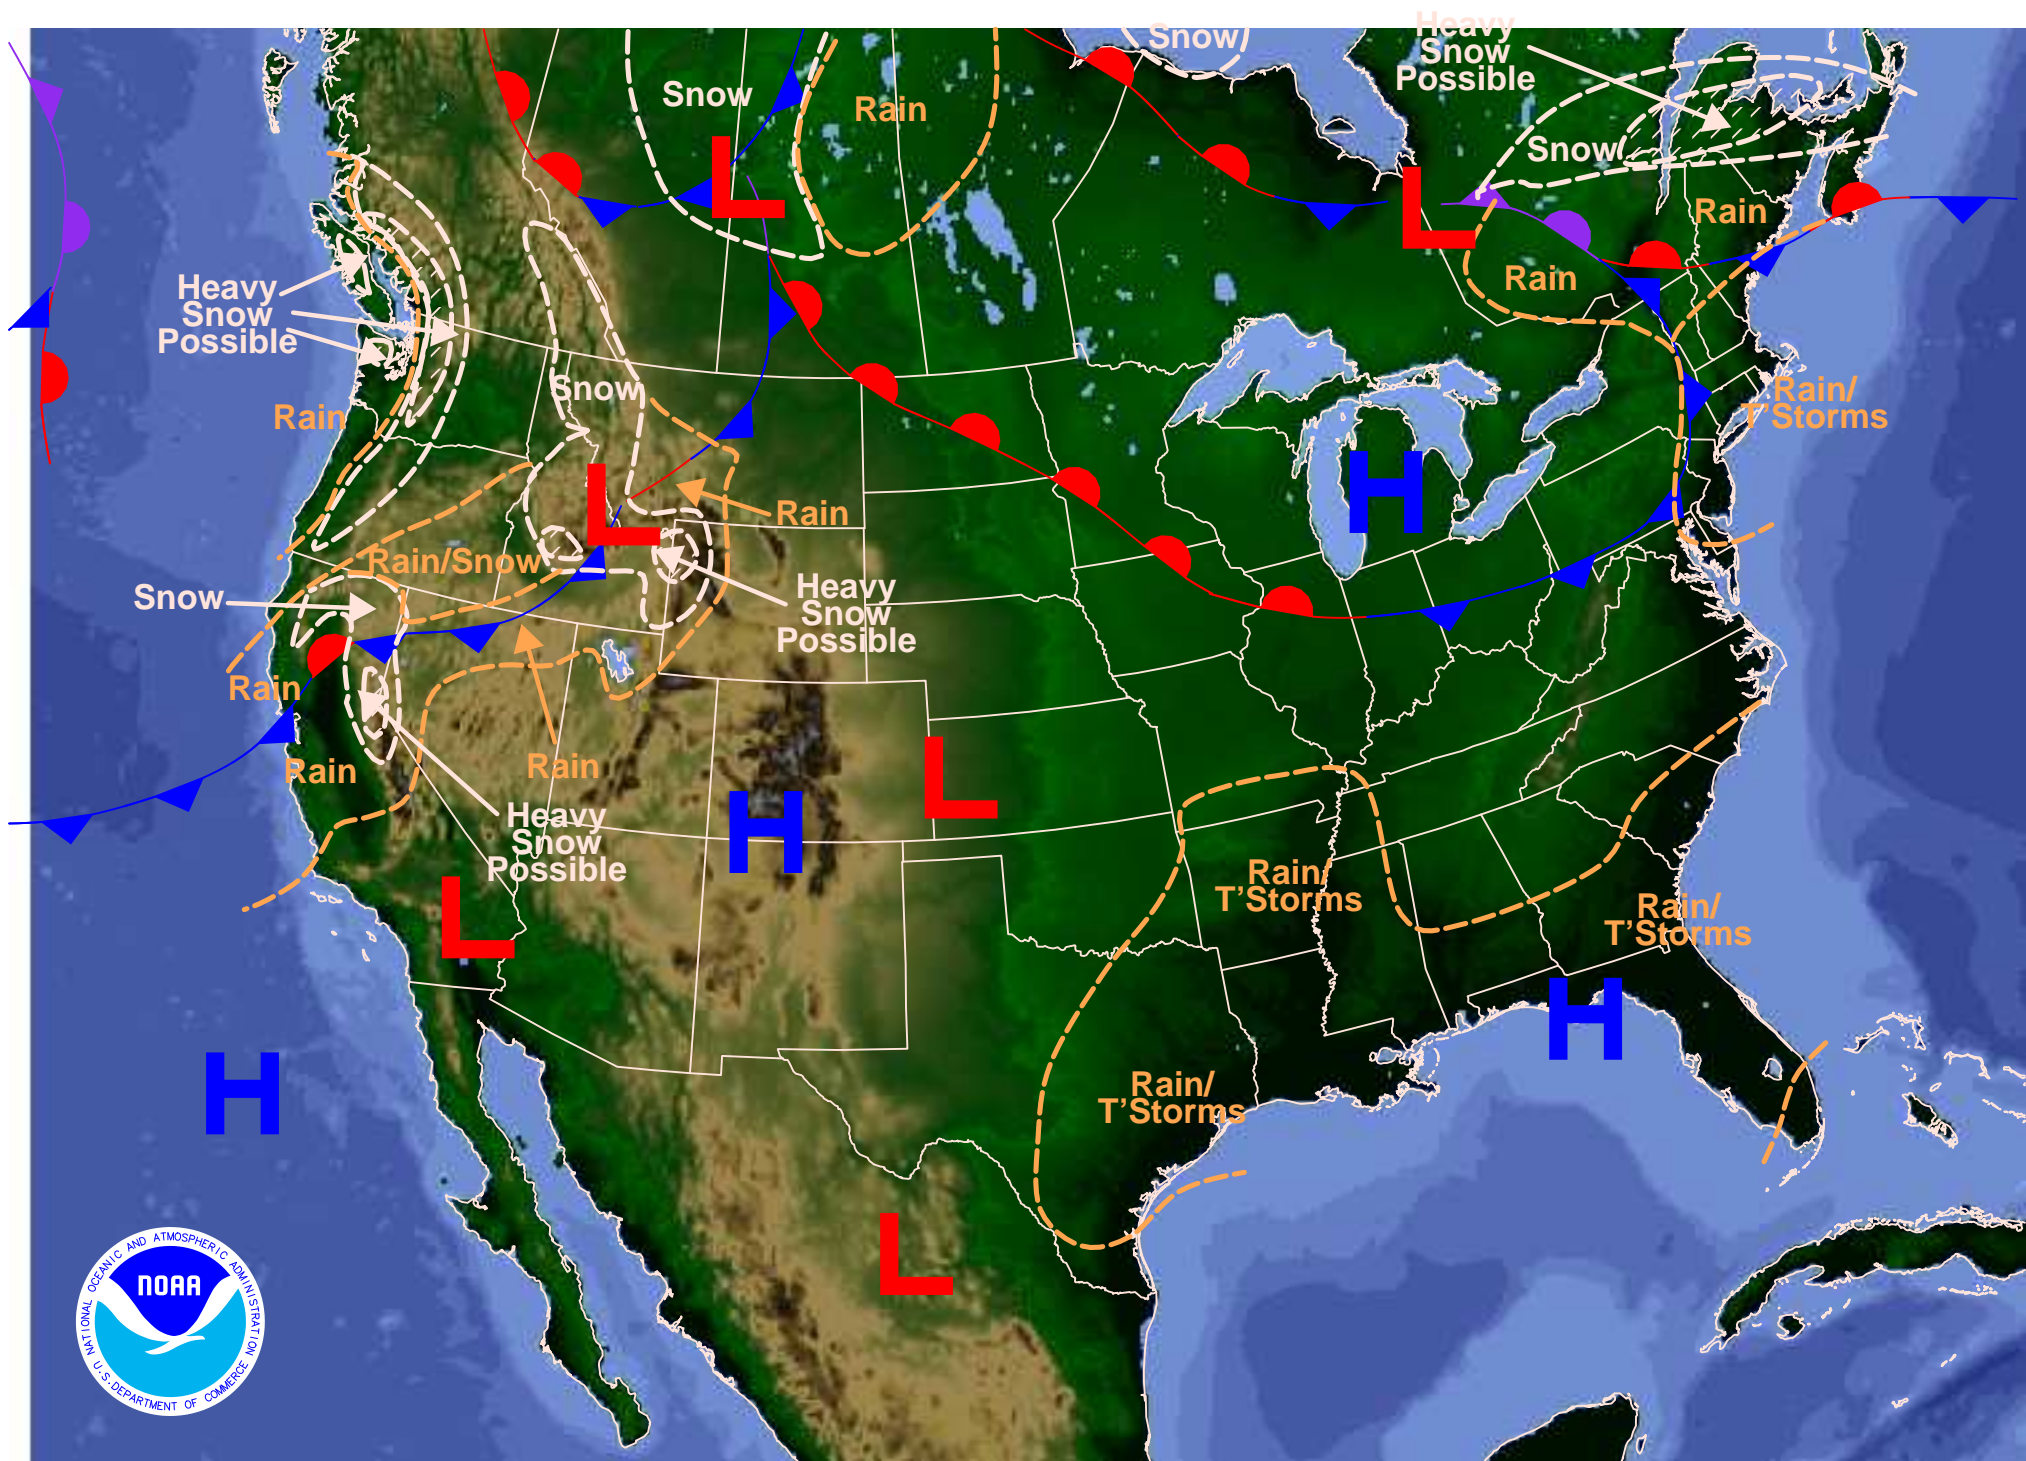 Snow
Heavy
Snow
Possible
Snow
Rain
Snow
Rain
Rain
Heavy
Snow
Possible
Snow
Rain
Rain/
T'Storms
Rain
Rain/Snow
Snow
Heavy
Snow
Possible
Rain
Rain
Rain
Heavy
Snow
Possible
Rain/
T'Storms
Rain/
T'Storms
Rain/
T'Storms
L
L
L
H
L
H
L
H
H
L
NOAA
NATIONAL OCEANIC AND ATMOSPHERIC ADMINISTRATION
U.S. DEPARTMENT OF COMMERCE